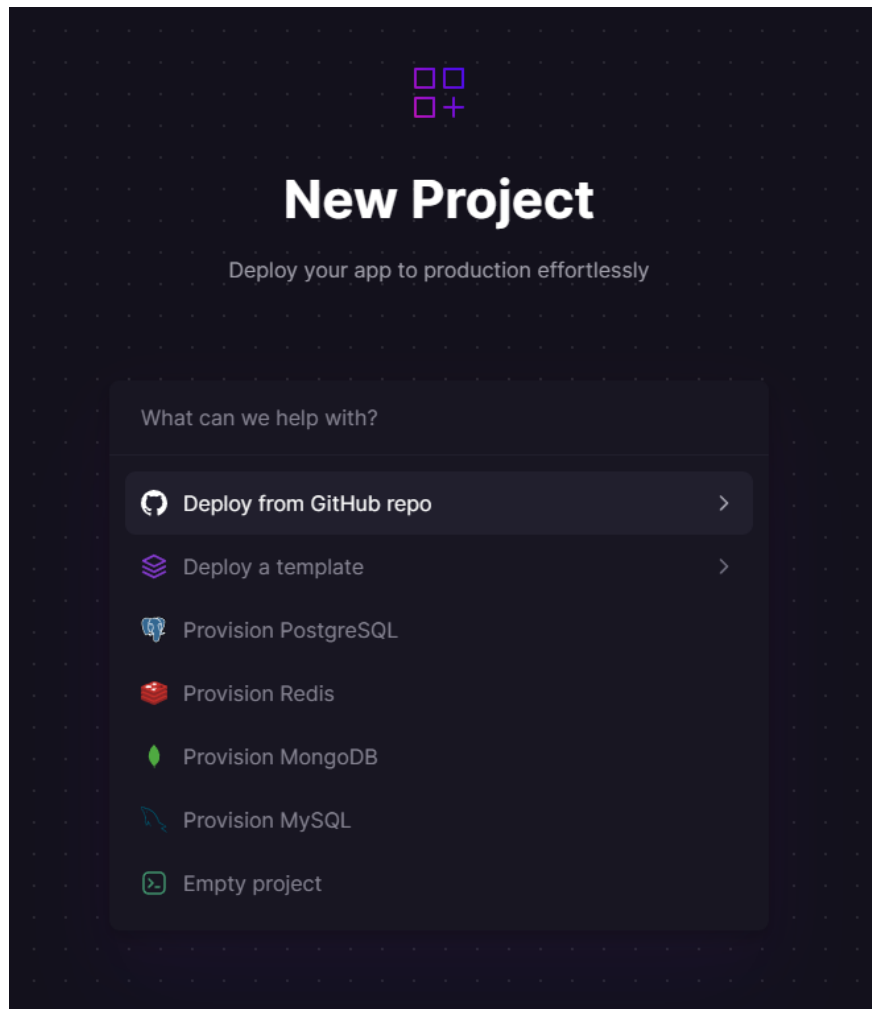 New Project
Deploy your app to production effortlessly
What can we help with?
Deploy from GitHub repo
Deploy a template
Provision PostgreSQL
Provision Redis
Provision MongoDB
Provision MySQL
Empty project